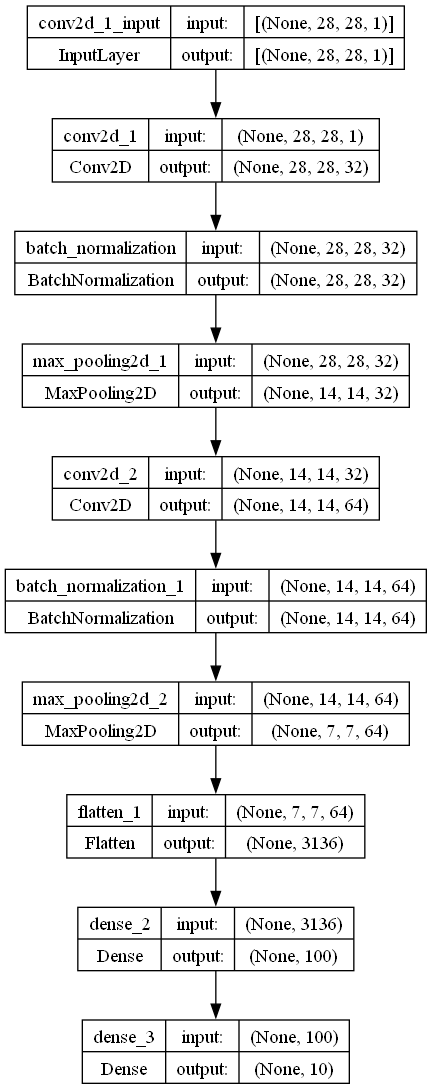 conv2d_1_input input: [(None, 28, 28, 1)]
InputLayer output: [(None, 28, 28, 1)]
conv2d_1 input: (None, 28, 28, 1)
Conv2D output: (None, 28, 28, 32)
batch_normalization input: (None, 28, 28, 32)
BatchNormalization output: (None, 28, 28, 32)
max_pooling2d_1 input: (None, 28, 28, 32)
MaxPooling2D output: (None, 14, 14, 32)
conv2d_2 input: (None, 14, 14, 32)
Conv2D output: (None, 14, 14, 64)
batch_normalization_1 input: (None, 14, 14, 64)
BatchNormalization output: (None, 14, 14, 64)
max_pooling2d_2 input: (None, 14, 14, 64)
MaxPooling2D output: (None, 7, 7, 64)
flatten_1 input: (None, 7, 7, 64)
Flatten output: (None, 3136)
dense_2 input: (None, 3136)
Dense output: (None, 100)
dense_3 input: (None, 100)
Dense output: (None, 10)